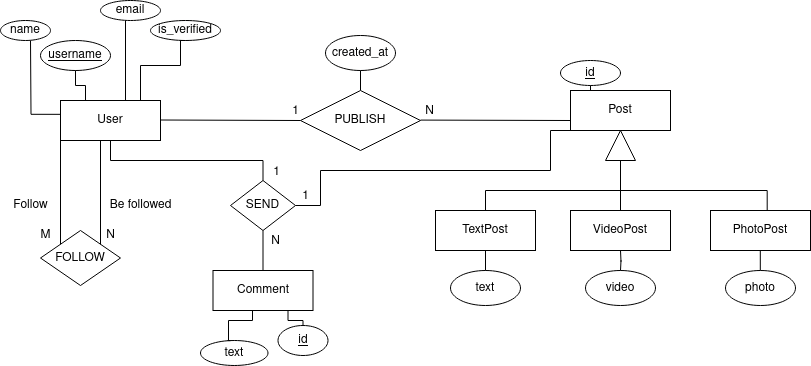 email
name
is_verified
username
created_at
id
User
1
PUBLISH
N
Post
1
Follow
Be followed
SEND
1
M
N
FOLLOW
N
TextPost
VideoPost
PhotoPost
Comment
text
video
photo
text
id